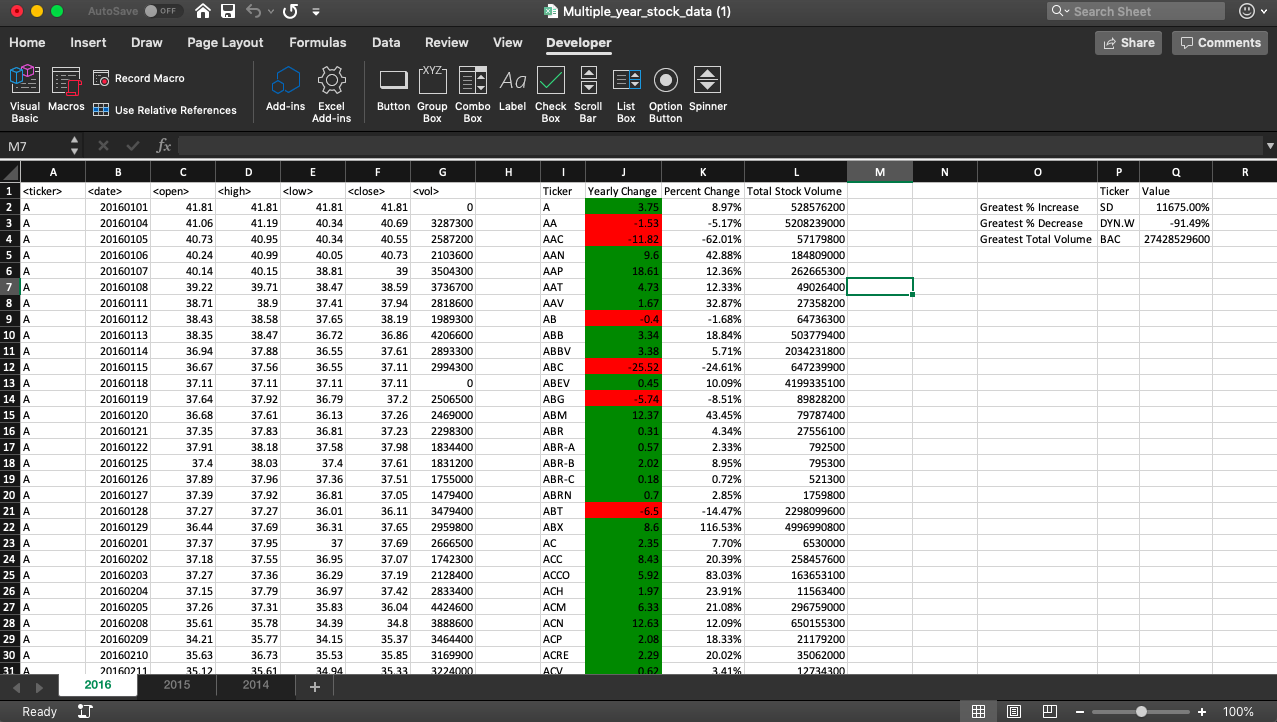 AutoSave OFF Multiple_year_stock_data (1) Search Sheet
Home Insert Draw Page Layout Formulas Data Review View Developer Share Comments
Visual Basic Macros Record Macro Use Relative References Add-ins Excel Add-ins Button Group Box Combo Box Label Check Box Scroll Bar List Box Option Button Spinner
XYZ Aa
M7 fx
A B C D E F G H I J K L M N O P Q R
1 <ticker> <date> <open> <high> <low> <close> <vol> Ticker Yearly Change Percent Change Total Stock Volume Ticker Value
2 A 20160101 41.81 41.81 41.81 41.81 0 A 3.75 8.97% 528576200 Greatest % Increase SD 11675.00%
3 A 20160104 41.06 41.19 40.34 40.69 3287300 AA -1.53 -5.17% 5208239000 Greatest % Decrease DYN.W -91.49%
4 A 20160105 40.73 40.95 40.34 40.55 2587200 AAC -11.82 -62.01% 57179800 Greatest Total Volume BAC 27428529600
5 A 20160106 40.24 40.99 40.05 40.73 2103600 AAN 9.6 42.88% 184809000
6 A 20160107 40.14 40.15 38.81 39 3504300 AAP 18.61 12.36% 262665300
7 A 20160108 39.22 39.71 38.47 38.59 3736700 AAT 4.73 12.33% 49026400
8 A 20160111 38.71 38.9 37.41 37.94 2818600 AAV 1.67 32.87% 27358200
9 A 20160112 38.43 38.58 37.65 38.19 1989300 AB -0.4 -1.68% 64736300
10 A 20160113 38.35 38.47 36.72 36.86 4206600 ABB 3.34 18.84% 503779400
11 A 20160114 36.94 37.88 36.55 37.61 2893300 ABBV 3.38 5.71% 2034231800
12 A 20160115 36.67 37.56 36.55 37.11 2994300 ABC -25.52 -24.61% 647239900
13 A 20160118 37.11 37.11 37.11 37.11 0 ABEV 0.45 10.09% 4199335100
14 A 20160119 37.64 37.92 36.79 37.2 2506500 ABG -5.74 -8.51% 89828200
15 A 20160120 36.68 37.61 36.13 37.26 2469000 ABM 12.37 43.45% 79787400
16 A 20160121 37.35 37.83 36.81 37.23 2298300 ABR 0.31 4.34% 27556100
17 A 20160122 37.91 38.18 37.58 37.98 1834400 ABR-A 0.57 2.33% 792500
18 A 20160125 37.4 38.03 37.4 37.61 1831200 ABR-B 2.02 8.95% 795300
19 A 20160126 37.89 37.96 37.36 37.51 1755000 ABR-C 0.18 0.72% 521300
20 A 20160127 37.39 37.92 36.81 37.05 1479400 ABRN 0.7 2.85% 1759800
21 A 20160128 37.27 37.27 36.01 36.11 3479400 ABT -6.5 -14.47% 2298099600
22 A 20160129 36.44 37.69 36.31 37.65 2959800 ABX 8.6 116.53% 4996990800
23 A 20160201 37.37 37.95 37 37.69 2666500 AC 2.35 7.70% 6530000
24 A 20160202 37.18 37.55 36.95 37.07 1742300 ACC 8.43 20.39% 258457600
25 A 20160203 37.27 37.36 36.29 37.19 2128400 ACCO 5.92 83.03% 163653100
26 A 20160204 37.15 37.79 36.97 37.42 2833400 ACH 1.97 23.91% 11563400
27 A 20160205 37.26 37.31 35.83 36.04 4424600 ACM 6.33 21.08% 296759000
28 A 20160208 35.61 35.78 34.39 34.8 3888600 ACN 12.63 12.09% 650155300
29 A 20160209 34.21 35.77 34.15 35.37 3464400 ACP 2.08 18.33% 21179200
30 A 20160210 35.63 36.73 35.53 35.85 3169900 ACRE 2.29 20.02% 35062000
31 A 20160211 35.12 35.61 34.94 35.33 3224000 ACV 0.62 3.41% 12734300
2016 2015 2014 +
Ready 100%